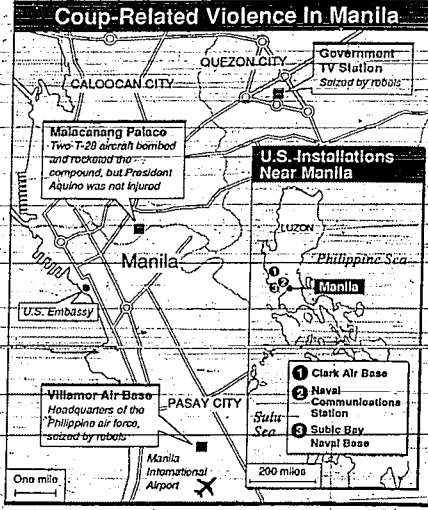 Coup-Related Violence In Manila
QUEZON CITY
Government
TV Station
Seized by rebels
CALOOCAN CITY
Malacanang Palace
Two T-28 aircraft bombed
and rocketed the
compound, but President
Aquino was not injured
U.S. Installations
Near Manila
LUZON
Philippine Sea
1
2
3
Manila
Manila
U.S. Embassy
1 Clark Air Base
2 Naval
Communications
Station
3 Subic Bay
Naval Base
Sulu
Sea
200 miles
Villamor Air Base
Headquarters of the
Philippine air force,
seized by rebels
PASAY CITY
Manila
International
Airport
One mile